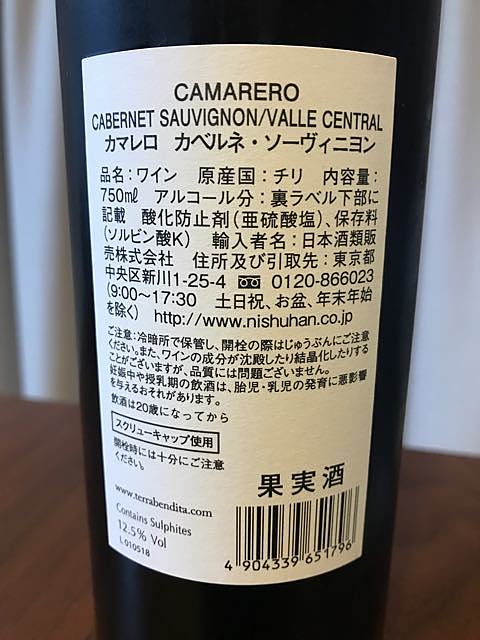 CAMARERO
CABERNET SAUVIGNON/VALLE CENTRAL
カマレロ カベルネ・ソーヴィニヨン
品名：ワイン 原産国：チリ 内容量：
750㎖ アルコール分：裏ラベル下部に
記載 酸化防止剤(亜硫酸塩)、保存料
(ソルビン酸K) 輸入者名：日本酒類販
売株式会社 住所及び引取先：東京都
中央区新川1-25-4 0120-866023
(9:00～17:30 土日祝、お盆、年末年始
を除く) http://www.nishuhan.co.jp
ご注意：冷暗所で保管し、開栓の際はじゅうぶんにご注意
ください。また、ワインの成分が沈殿したり結晶化したりする
ことがございますが、品質には問題ございません。
妊娠中や授乳期の飲酒は、胎児・乳児の発育に悪影響
を与えるおそれがあります。
飲酒は20歳になってから
スクリューキャップ使用
開栓時には十分にご注意
ください。
果実酒
www.terrabendita.com
Contains Sulphites
12.5% Vol
L 010518
4 904339 651796